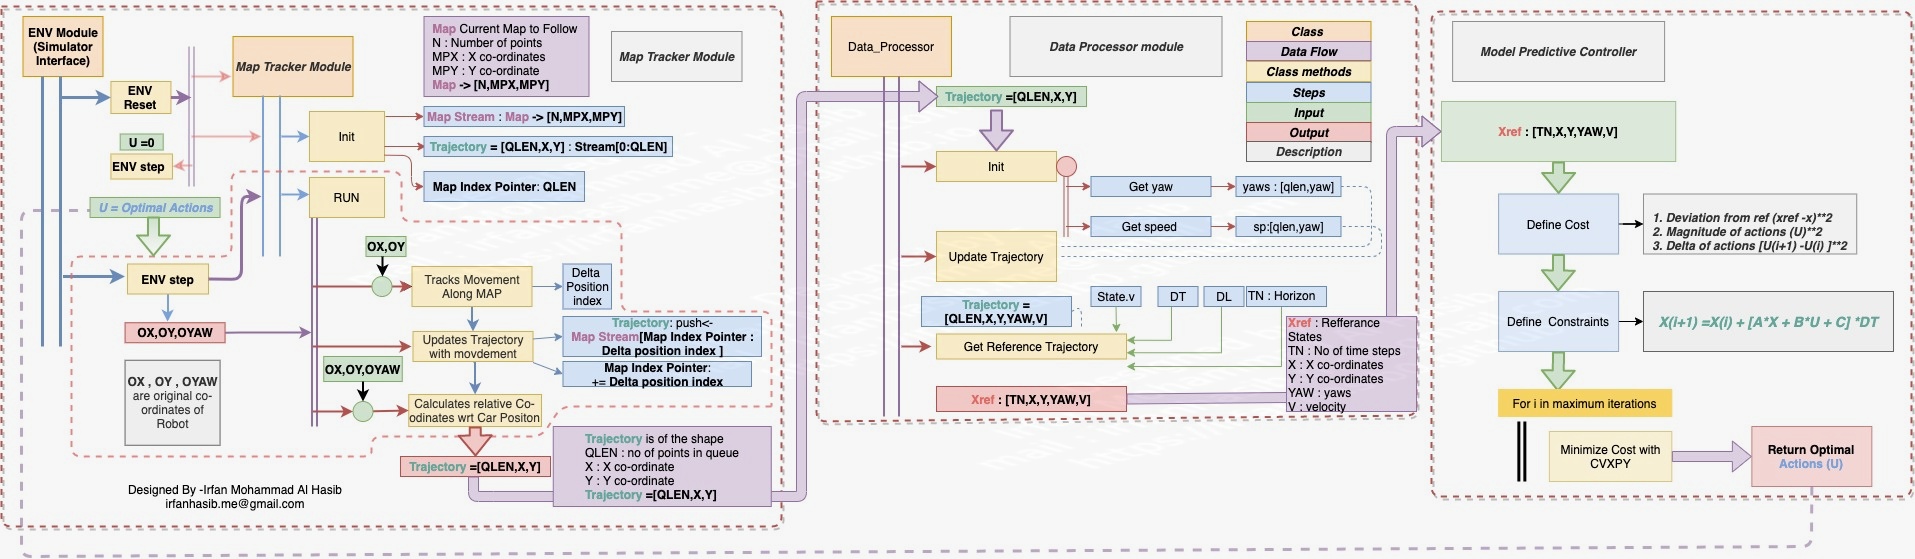 ENV Module
(Simulator
Interface)
ENV
Reset
U =0
ENV step
U = Optimal Actions
ENV step
OX,OY,OYAW
OX , OY , OYAW
are original co-
ordinates of
Robot
Designed By -Irfan Mohammad Al Hasib
irfanhasib.me@gmail.com
Map Tracker Module
Map Current Map to Follow
N : Number of points
MPX : X co-ordinates
MPY : Y co-ordinate
Map -> [N,MPX,MPY]
Map Tracker Module
Init
Map Stream : Map -> [N,MPX,MPY]
Trajectory = [QLEN,X,Y] : Stream[0:QLEN]
Map Index Pointer: QLEN
RUN
OX,OY
Tracks Movement
Along MAP
Delta
Position
index
Updates Trajectory
with movdement
Trajectory: push<-
Map Stream[Map Index Pointer :
Delta position index ]
Map Index Pointer:
+= Delta position index
OX,OY,OYAW
Calculates relative Co-
odinates wrt Car Positon
Trajectory =[QLEN,X,Y]
Trajectory is of the shape
QLEN : no of points in queue
X : X co-ordinate
Y : Y co-ordinate
Trajectory =[QLEN,X,Y]
Data_Processor
Data Processor module
Class
Data Flow
Class methods
Steps
Input
Output
Description
Trajectory =[QLEN,X,Y]
Init
Get yaw
yaws : [qlen,yaw]
Get speed
sp:[qlen,yaw]
Update Trajectory
Trajectory =
[QLEN,X,Y,YAW,V]
State.v
DT
DL
TN : Horizon
Get Reference Trajectory
Xref : [TN,X,Y,YAW,V]
Xref : Refferance
States
TN : No of time steps
X : X co-ordinates
Y : Y co-ordinates
YAW : yaws
V : velocity
Model Predictive Controller
Xref : [TN,X,Y,YAW,V]
Define Cost
1. Deviation from ref (xref -x)**2
2. Magnitude of actions (U)**2
3. Delta of actions [U(i+1) -U(i) ]**2
Define Constraints
X(i+1) =X(i) + [A*X + B*U + C] *DT
For i in maximum iterations
Minimize Cost with
CVXPY
Return Optimal
Actions (U)